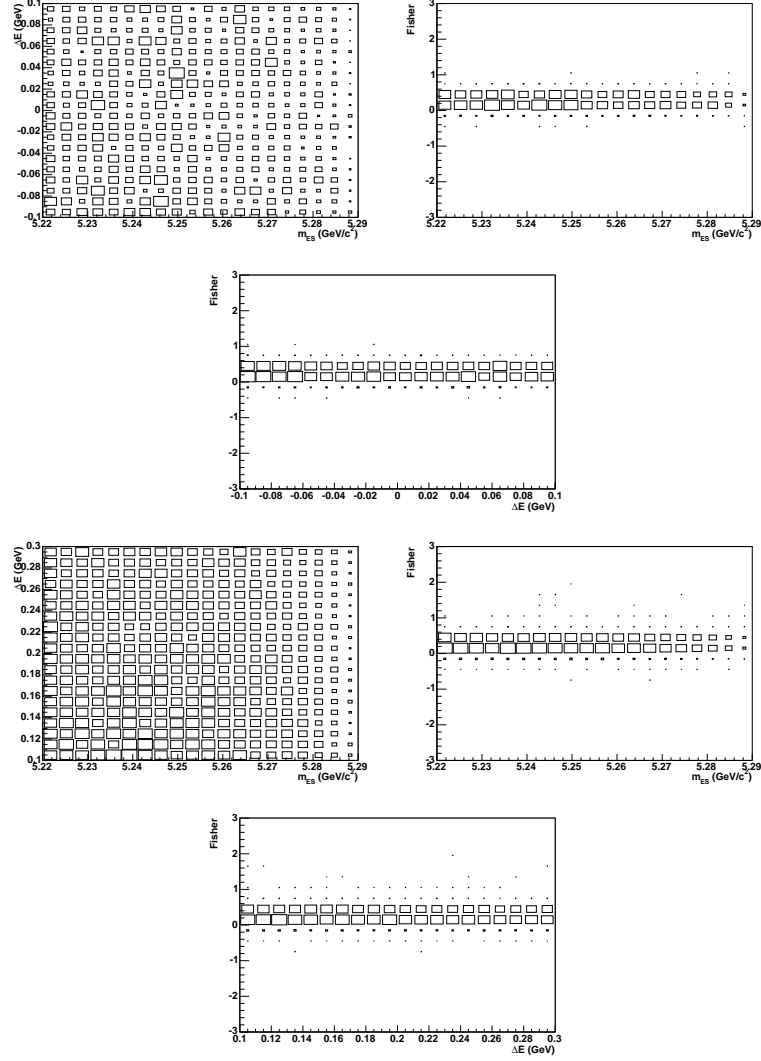 ΔE (GeV)
0.1
0.08
0.06
0.04
0.02
0
-0.02
-0.04
-0.06
-0.08
-0.1
5.22 5.23 5.24 5.25 5.26 5.27 5.28 5.29
m_ES (GeV/c²)
Fisher
3
2
1
0
-1
-2
-3
5.22 5.23 5.24 5.25 5.26 5.27 5.28 5.29
m_ES (GeV/c²)
Fisher
3
2
1
0
-1
-2
-3
-0.1 -0.08 -0.06 -0.04 -0.02 0 0.02 0.04 0.06 0.08 0.1
ΔE (GeV)
ΔE (GeV)
0.3
0.28
0.26
0.24
0.22
0.2
0.18
0.16
0.14
0.12
0.1
5.22 5.23 5.24 5.25 5.26 5.27 5.28 5.29
m_ES (GeV/c²)
Fisher
3
2
1
0
-1
-2
-3
5.22 5.23 5.24 5.25 5.26 5.27 5.28 5.29
m_ES (GeV/c²)
Fisher
3
2
1
0
-1
-2
-3
0.1 0.12 0.14 0.16 0.18 0.2 0.22 0.24 0.26 0.28 0.3
ΔE (GeV)